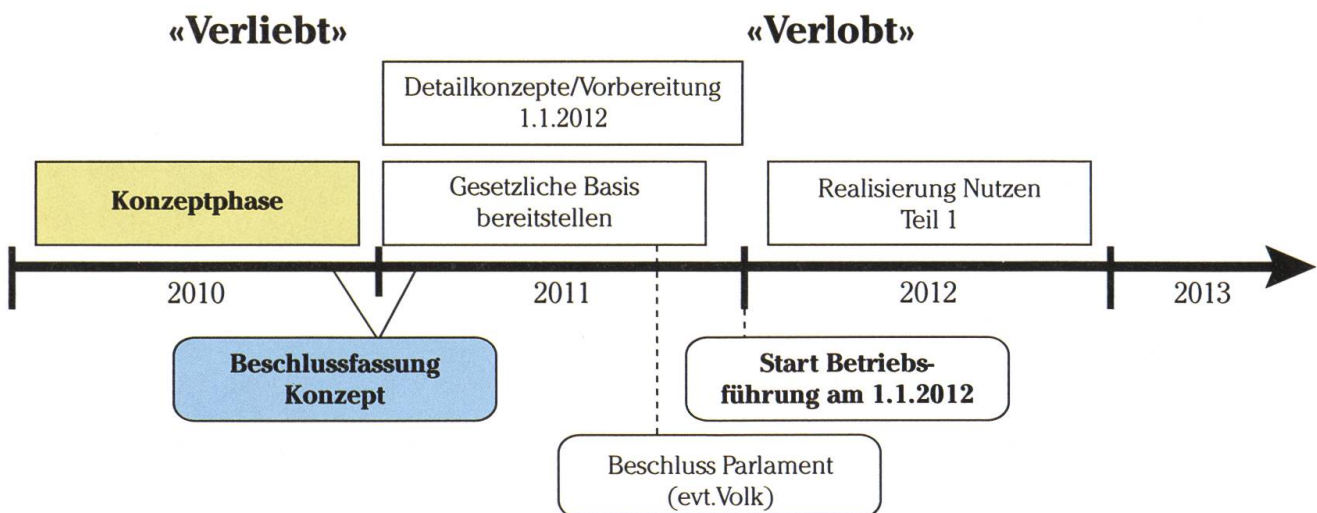 «Verliebt»
«Verlobt»
Detailkonzepte/Vorbereitung
1.1.2012
Konzeptphase
Gesetzliche Basis
bereitstellen
Realisierung Nutzen
Teil 1
2010
2011
2012
2013
Beschlussfassung
Konzept
Start Betriebs-
führung am 1.1.2012
Beschluss Parlament
(evt.Volk)